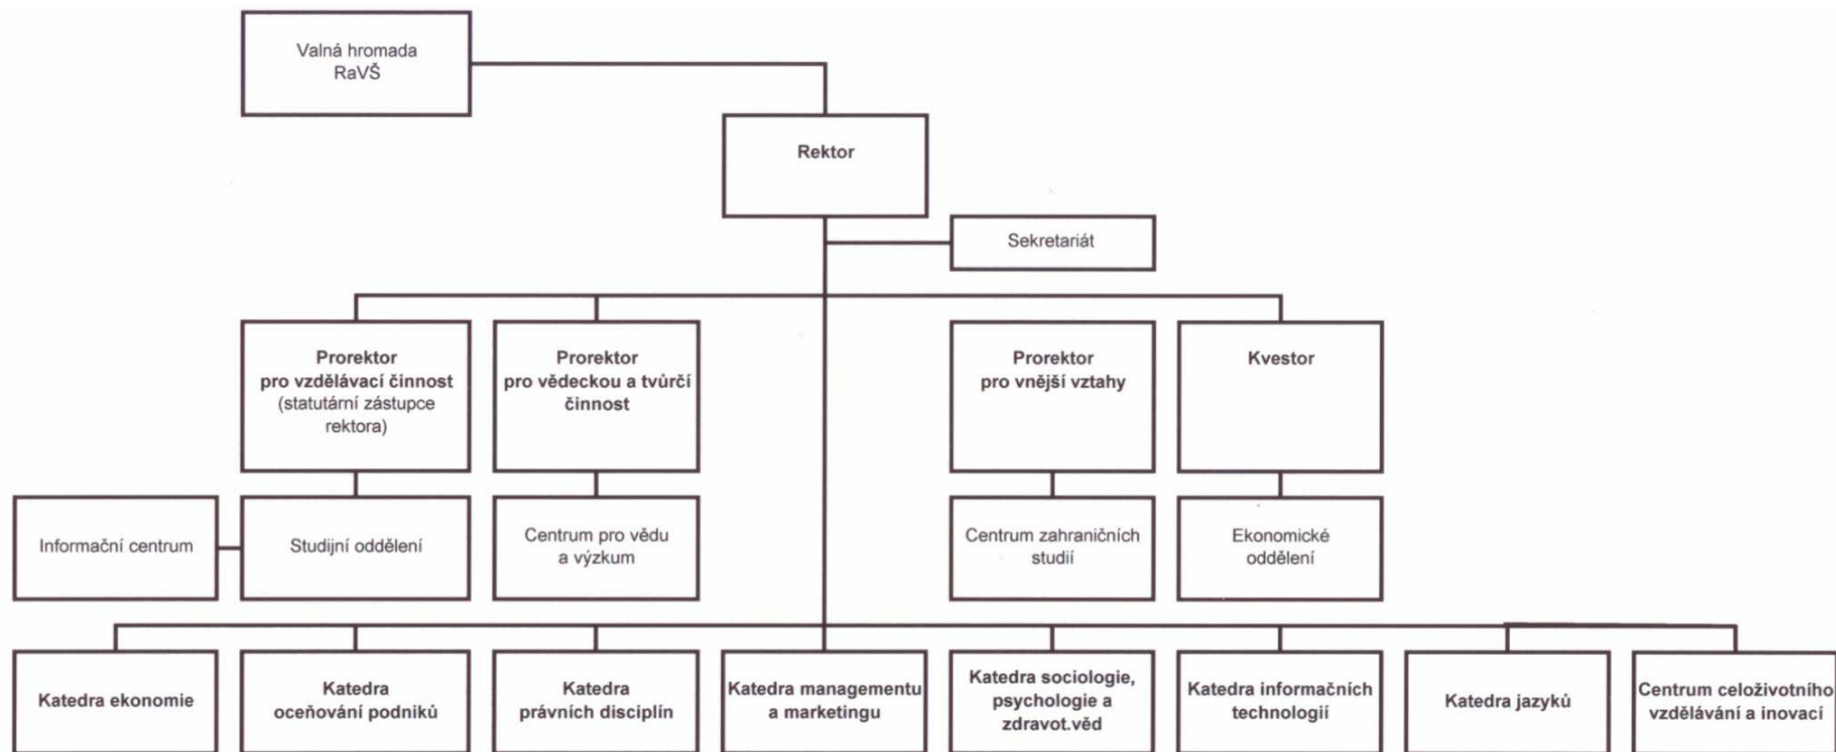 Valná hromada
RaVŠ
Rektor
Sekretariát
Prorektor
pro vzdělávací činnost
(statutární zástupce
rektora)
Prorektor
pro vědeckou a tvůrčí
činnost
Prorektor
pro vnější vztahy
Kvestor
Informační centrum
Studijní oddělení
Centrum pro vědu
a výzkum
Centrum zahraničních
studií
Ekonomické
oddělení
Katedra ekonomie
Katedra
oceňování podniků
Katedra
právních disciplín
Katedra managementu
a marketingu
Katedra sociologie,
psychologie a
zdravot.věd
Katedra informačních
technologií
Katedra jazyků
Centrum celoživotního
vzdělávání a inovací